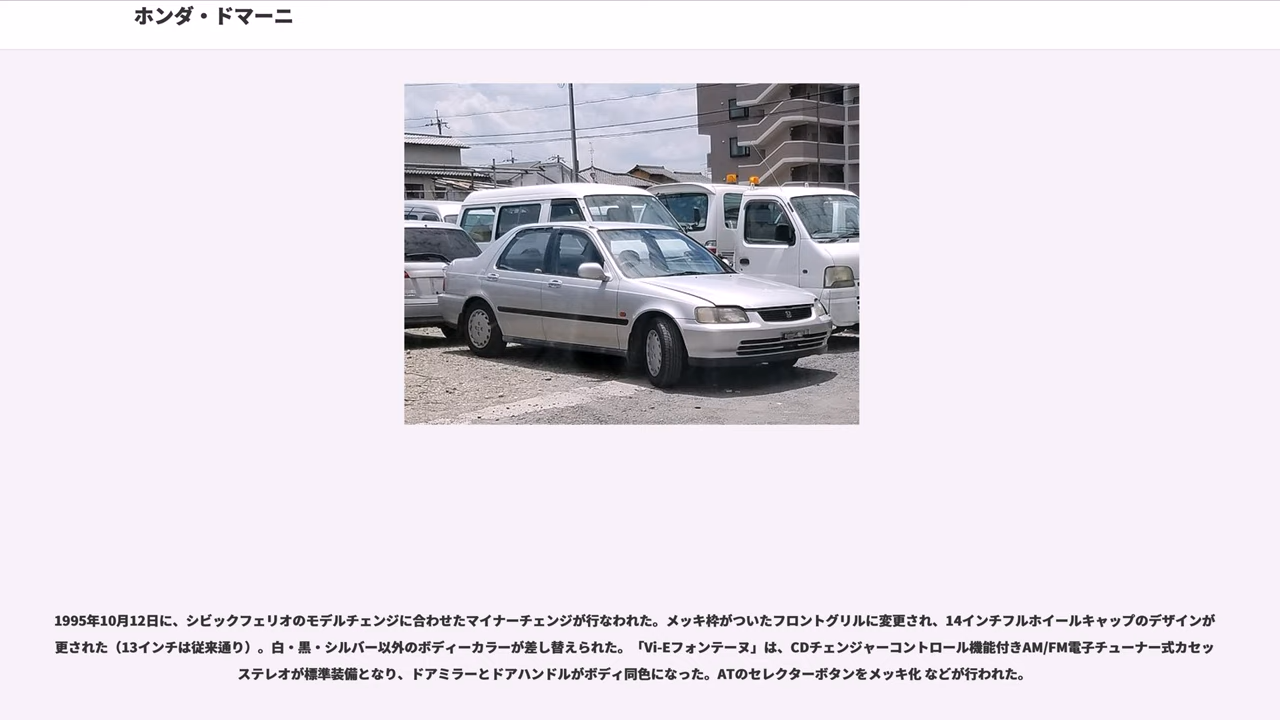 ホンダ・ドマーニ
1995年10月12日に、シビックフェリオのモデルチェンジに合わせたマイナーチェンジが行なわれた。メッキ枠がついたフロントグリルに変更され、14インチフルホイールキャップのデザインが
更された（13インチは従来通り）。白・黒・シルバー以外のボディーカラーが差し替えられた。「Vi-Eフォンテーヌ」は、CDチェンジャーコントロール機能付きAM/FM電子チューナー式カセッ
ステレオが標準装備となり、ドアミラーとドアハンドルがボディ同色になった。ATのセレクターボタンをメッキ化 などが行われた。